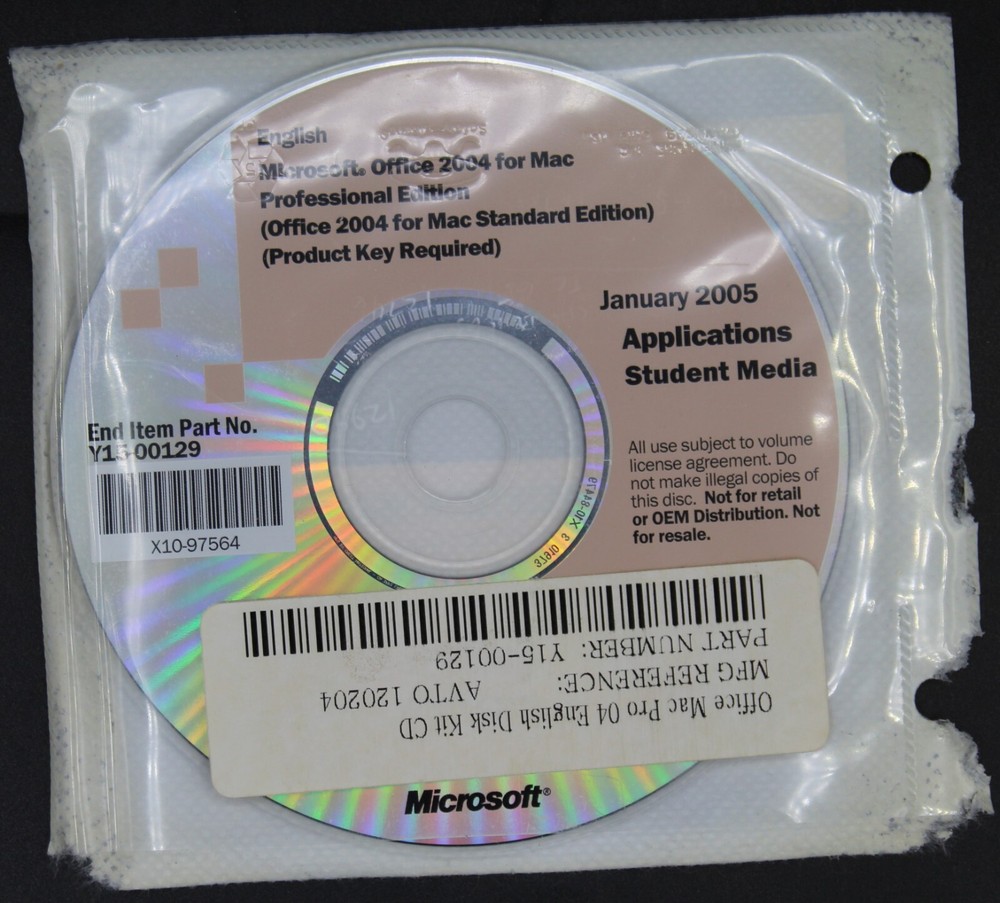 English
Microsoft® Office 2004 for Mac
Professional Edition
(Office 2004 for Mac Standard Edition)
(Product Key Required)
January 2005
Applications
Student Media
End Item Part No.
Y15-00129
X10-97564
All use subject to volume
license agreement. Do
not make illegal copies of
this disc. Not for retail
or OEM Distribution. Not
for resale.
Office Mac Pro 04 English Disk Kit CD
MFG REFERENCE: AVTO 120204
PART NUMBER: Y15-00129
Microsoft®